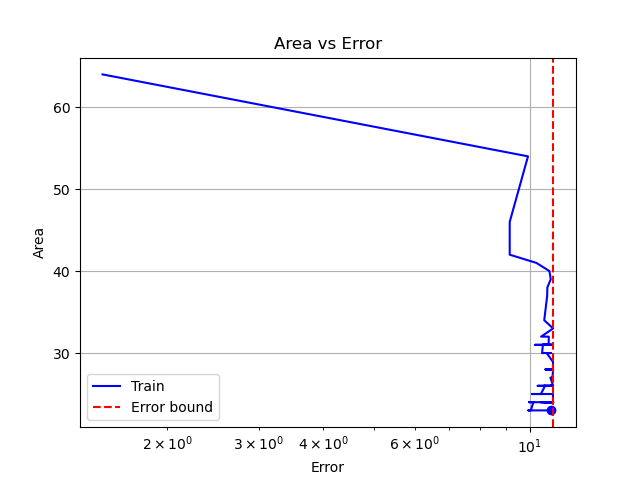 Area vs Error
60
50
40
30
Area
Train
Error bound
2 × 10⁰
3 × 10⁰
4 × 10⁰
6 × 10⁰
10¹
Error